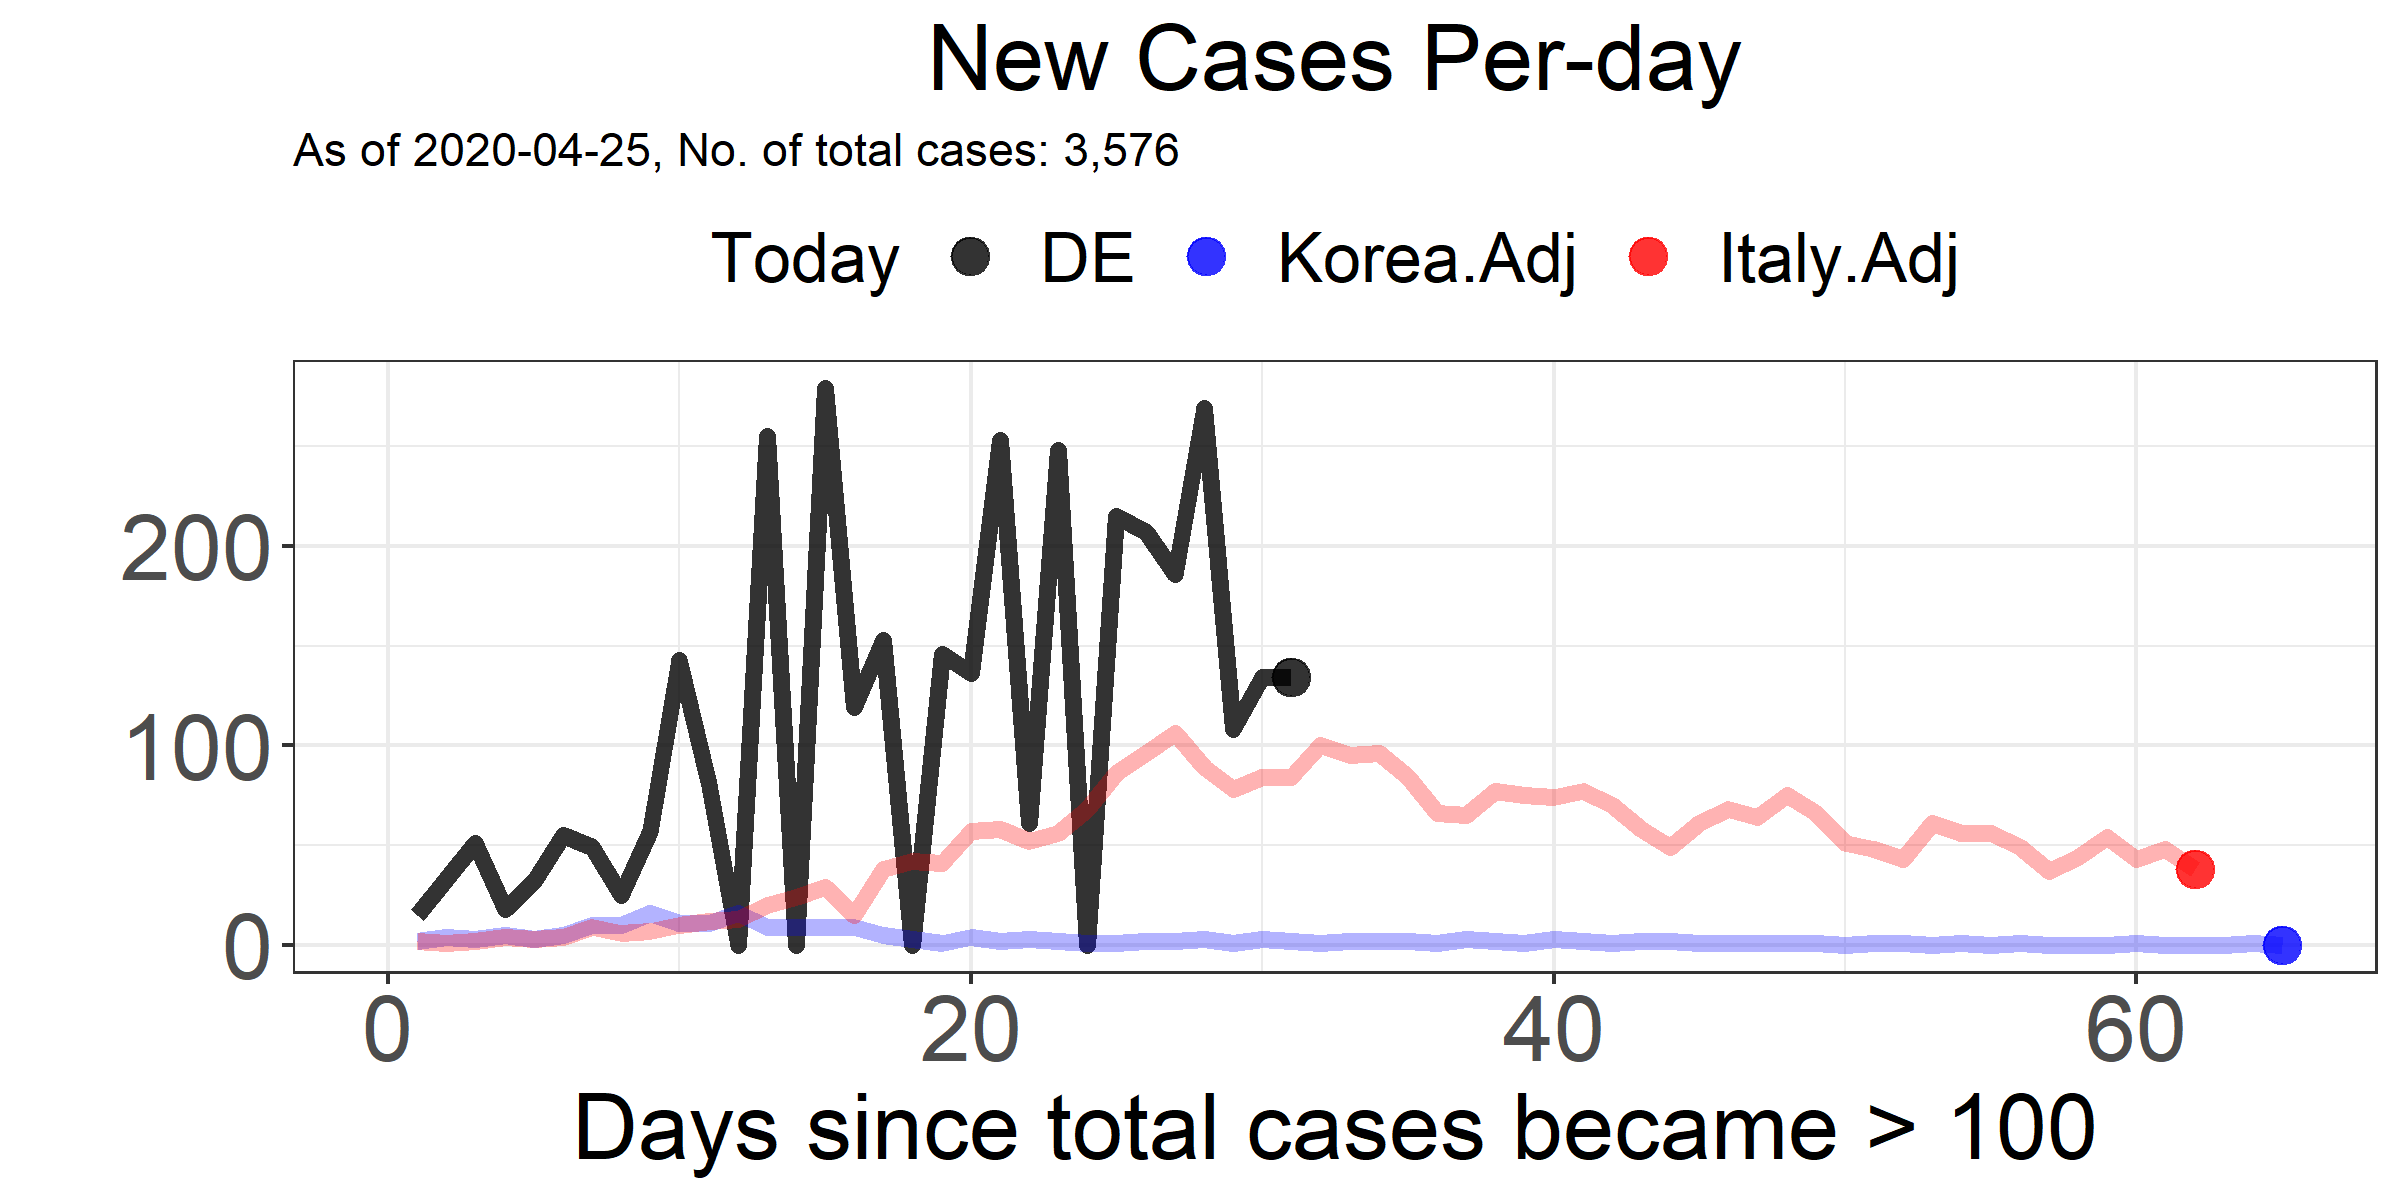 New Cases Per-day
As of 2020-04-25, No. of total cases: 3,576
Today DE Korea.Adj Italy.Adj
200
100
0
0 20 40 60
Days since total cases became > 100